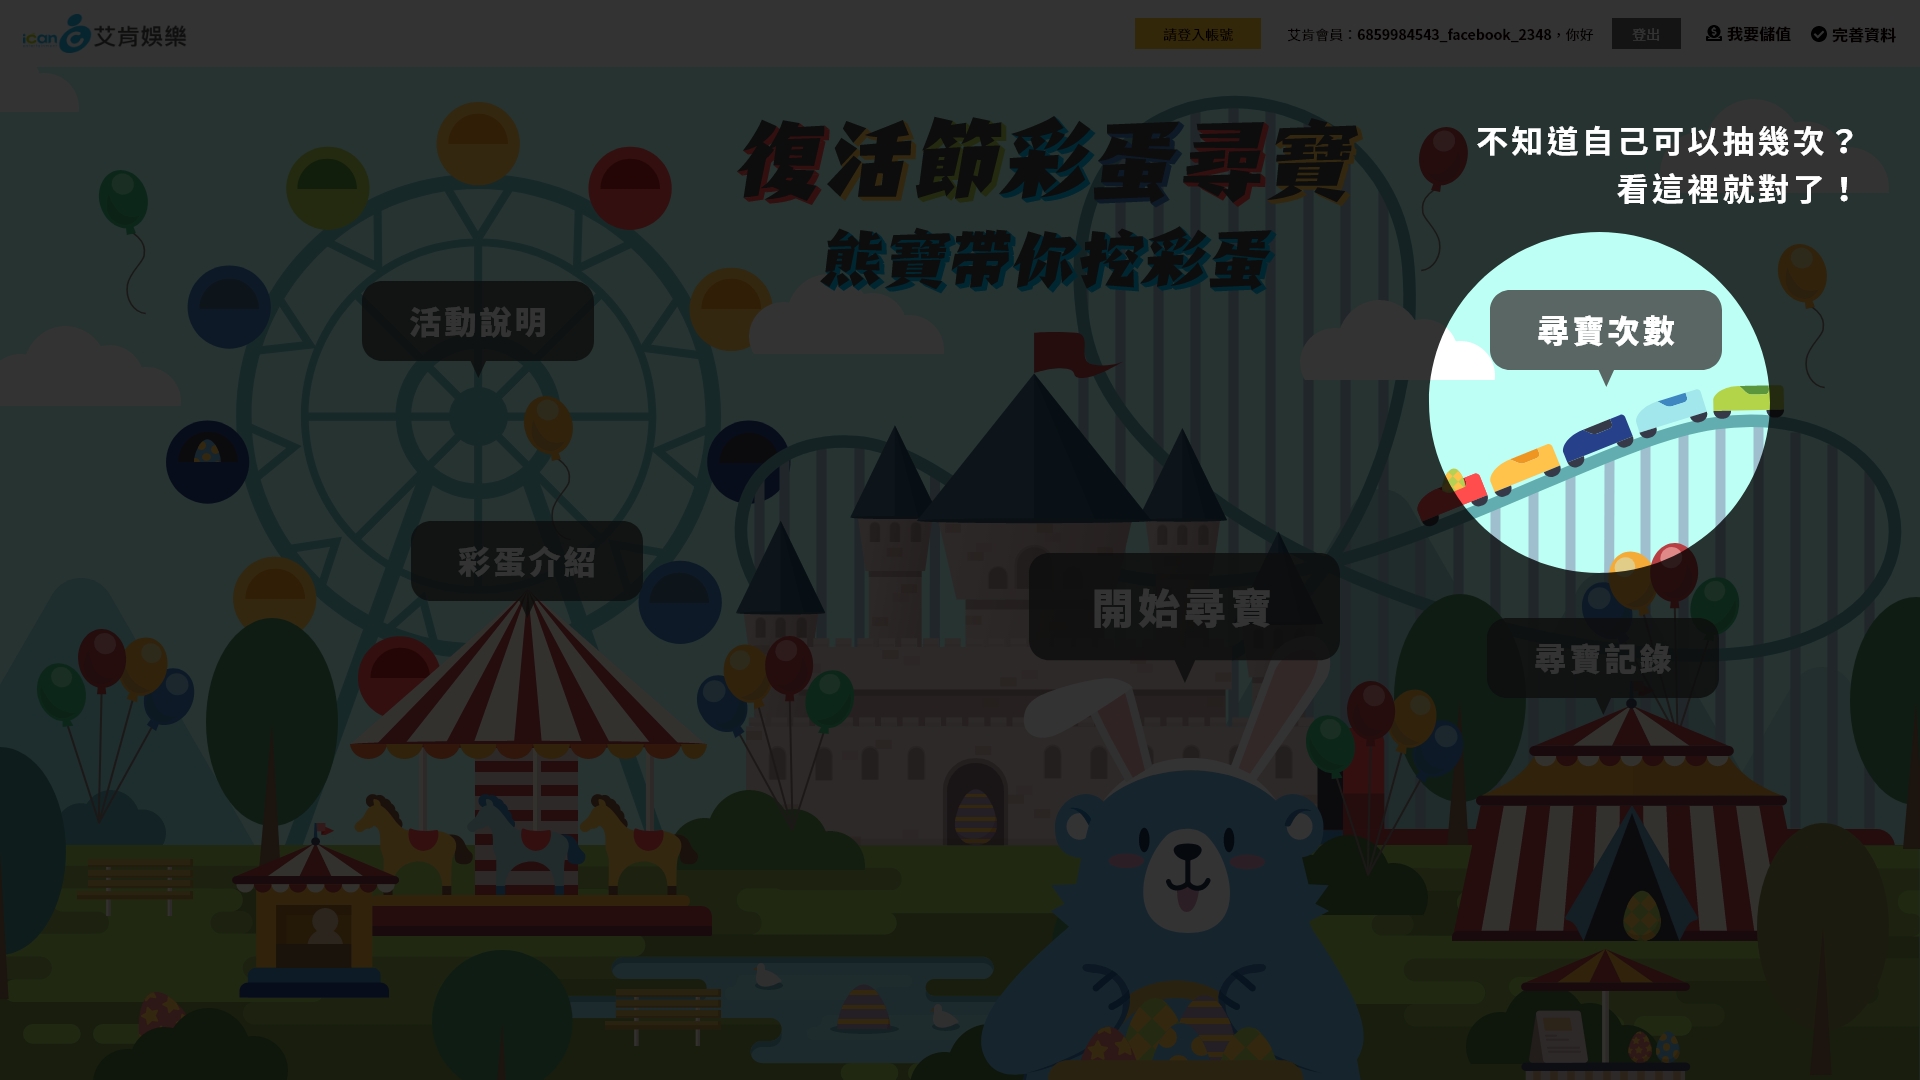 ican 艾肯娛樂
請登入帳號
艾肯會員：6859984543_facebook_2348，你好
登出
我要儲值
完善資料
復活節彩蛋尋寶
熊寶帶你挖彩蛋
不知道自己可以抽幾次？
看這裡就對了！
活動說明
尋寶次數
彩蛋介紹
開始尋寶
尋寶記錄